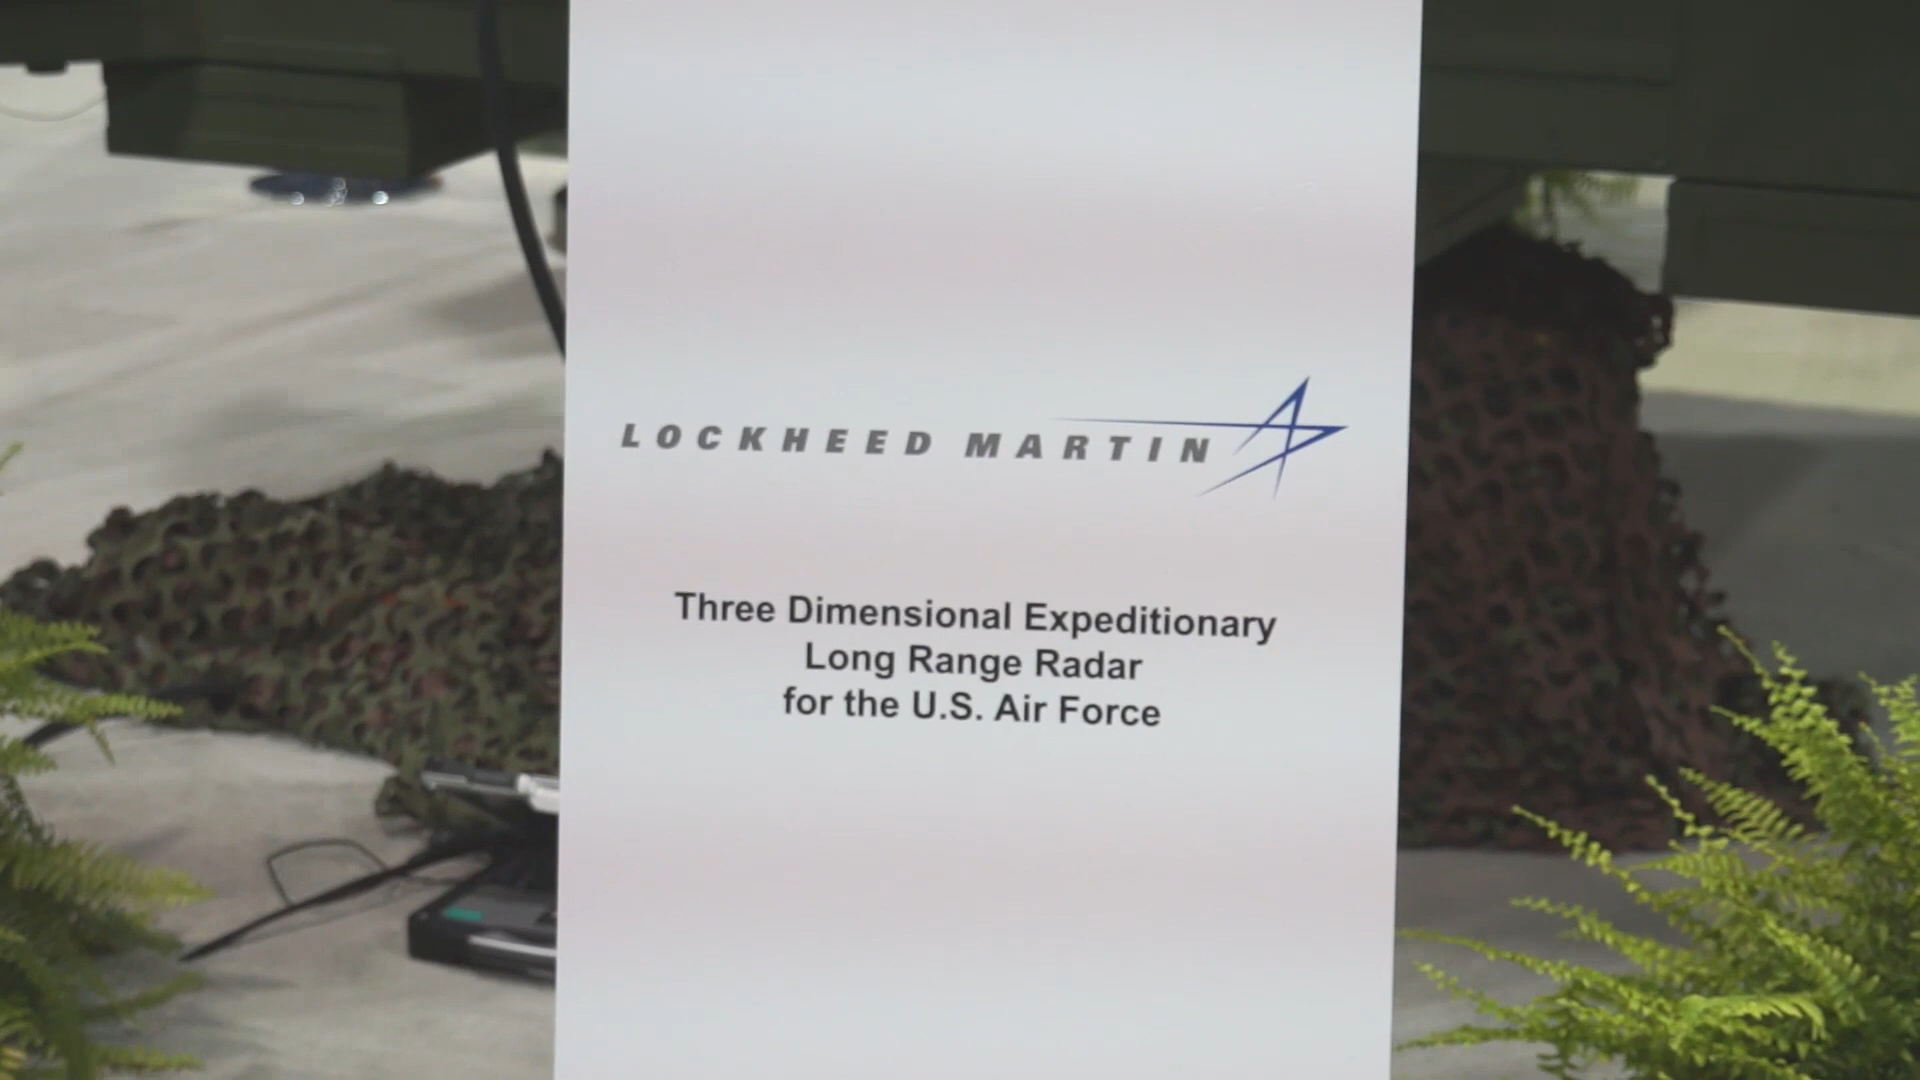 LOCKHEED MARTIN
Three Dimensional Expeditionary
Long Range Radar
for the U.S. Air Force